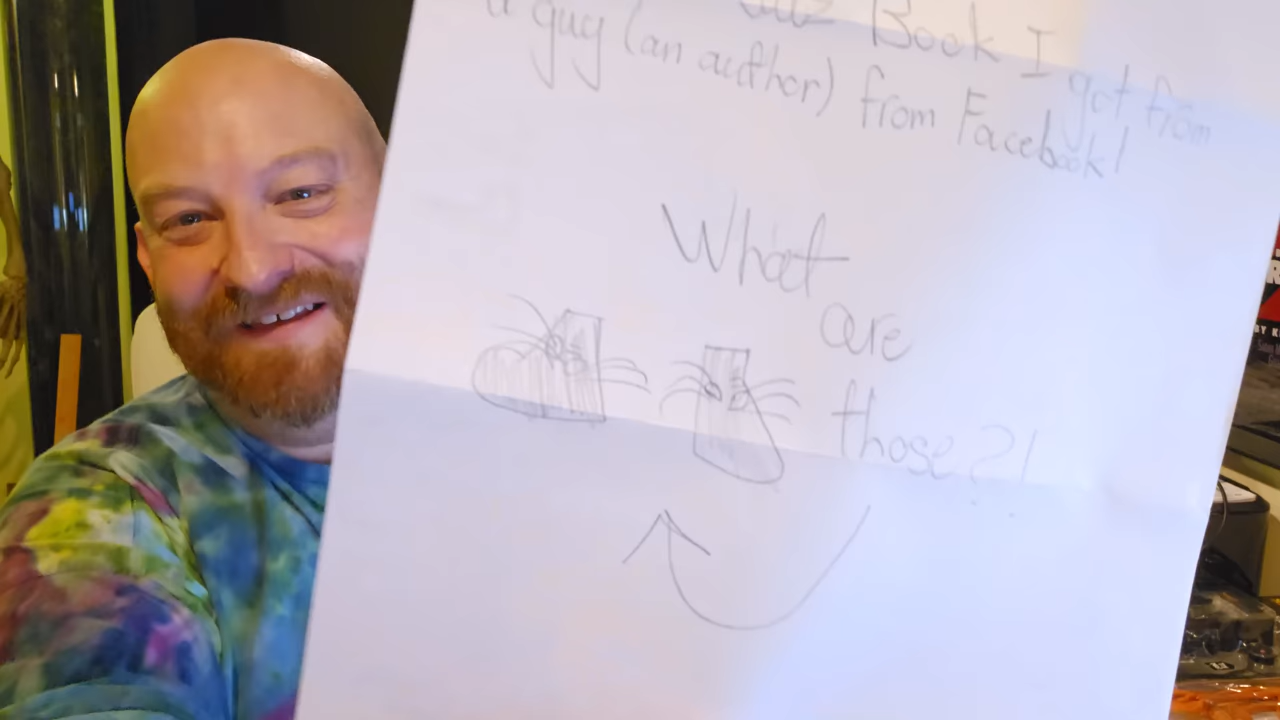 Book I got from
a guy (an author) from Facebook!
What
are
those?!